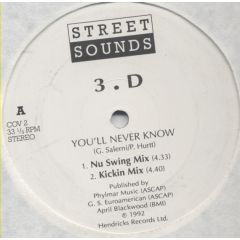 STREET
SOUNDS
3.D
A
COV 2
33 ⅓ RPM
STEREO
YOU'LL NEVER KNOW
(G. Salerni/P. Hurtt)
1. Nu Swing Mix (4.33)
2. Kickin Mix (4.40)
Published by
Phylmar Music (ASCAP)
G. S. Euroamerican (ASCAP)
April Blackwood (BMI)
℗ 1992
Hendricks Records Ltd.